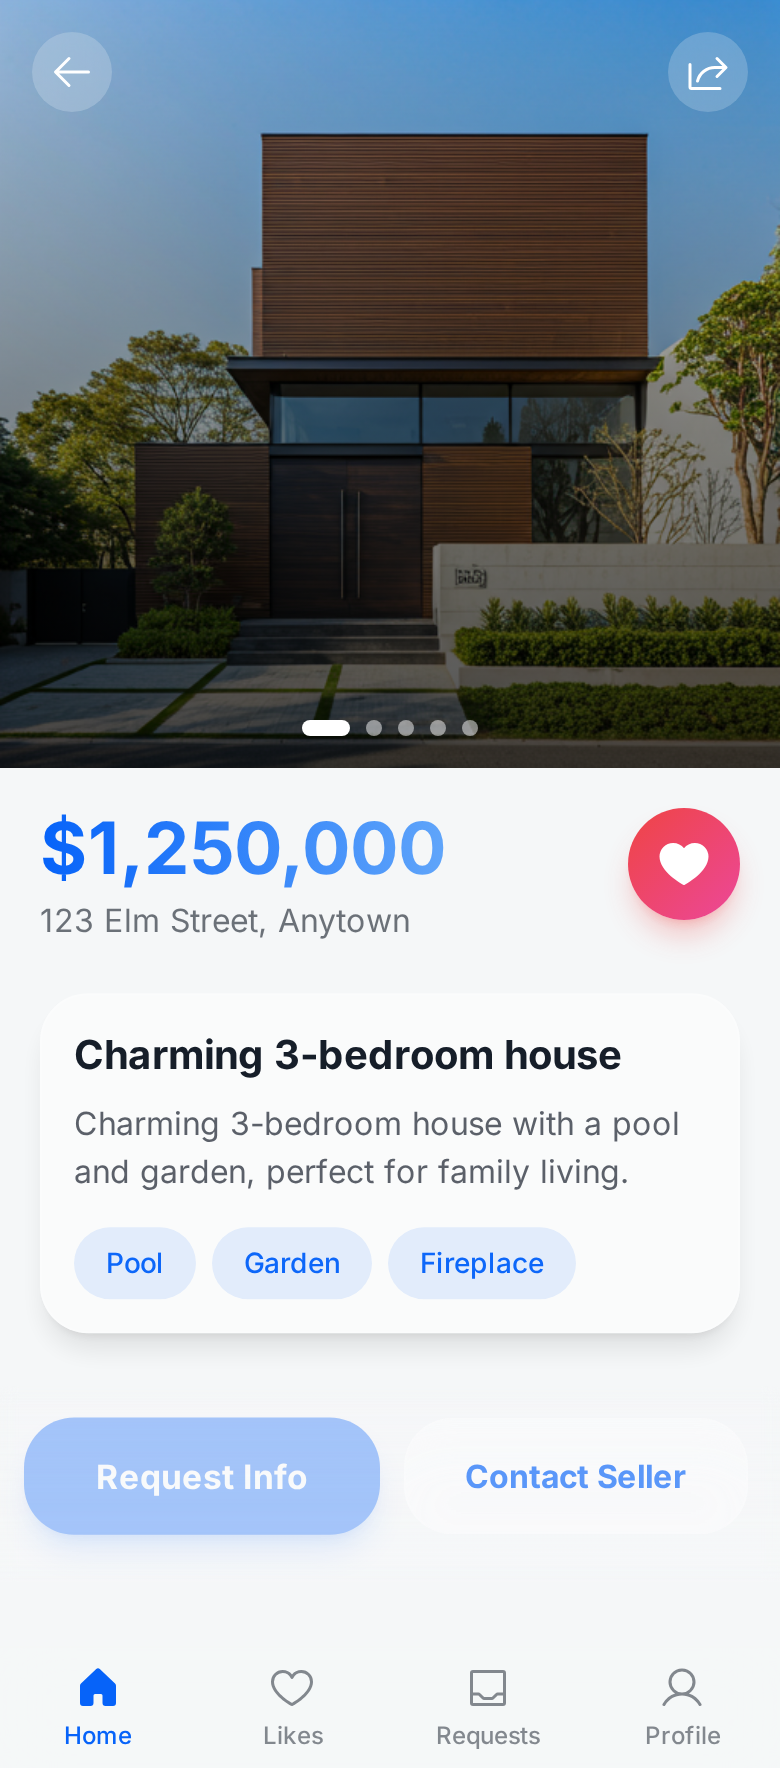 $1,250,000
123 Elm Street, Anytown
Charming 3-bedroom house
Charming 3-bedroom house with a pool
and garden, perfect for family living.
Pool
Garden
Fireplace
Request Info
Contact Seller
Home
Likes
Requests
Profile